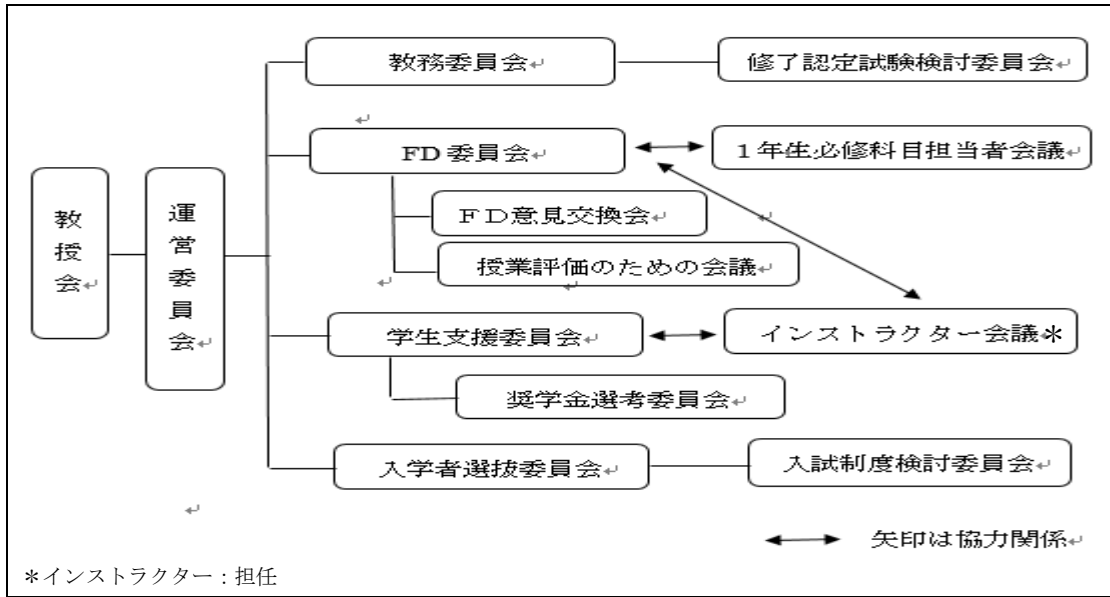 教授会
運営委員会
教務委員会
修了認定試験検討委員会
FD 委員会
1年生必修科目担当者会議
FD意見交換会
授業評価のための会議
学生支援委員会
インストラクター会議＊
奨学金選考委員会
入学者選抜委員会
入試制度検討委員会
矢印は協力関係
＊インストラクター：担任